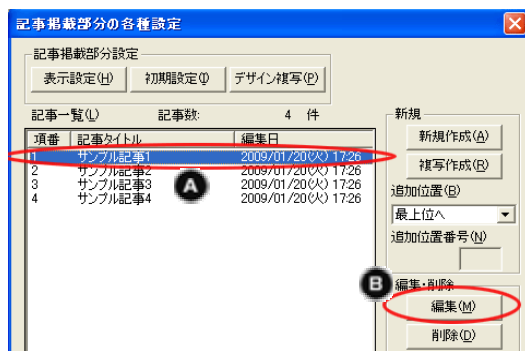 記事掲載部分の各種設定
記事掲載部分設定
表示設定(H) 初期設定(I) デザイン複写(P)
記事一覧(L) 記事数: 4 件
項番 記事タイトル 編集日
1 サンプル記事1 2009/01/20(火) 17:26
2 サンプル記事2 2009/01/20(火) 17:26
3 サンプル記事3 2009/01/20(火) 17:26
4 サンプル記事4 2009/01/20(火) 17:26
A
新規
新規作成(A)
複写作成(R)
追加位置(B)
最上位へ
追加位置番号(N)
B
編集・削除
編集(M)
削除(D)